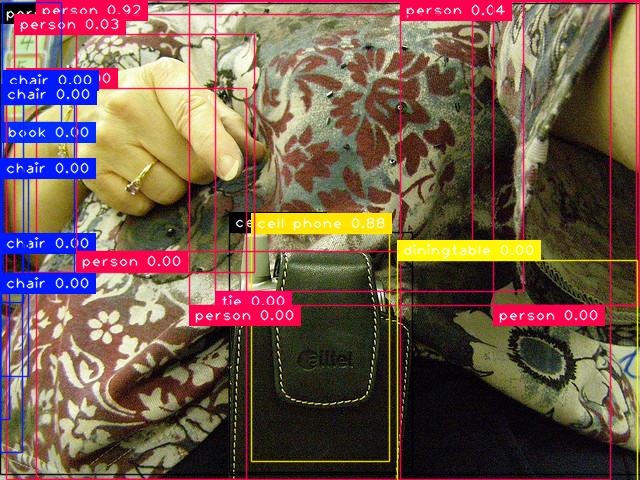 person 0.92
person 0.03
person 0.04
chair 0.00
chair 0.00
book 0.00
chair 0.00
cell phone 0.88
chair 0.00
diningtable 0.00
person 0.00
chair 0.00
tie 0.00
person 0.00
person 0.00
alltel